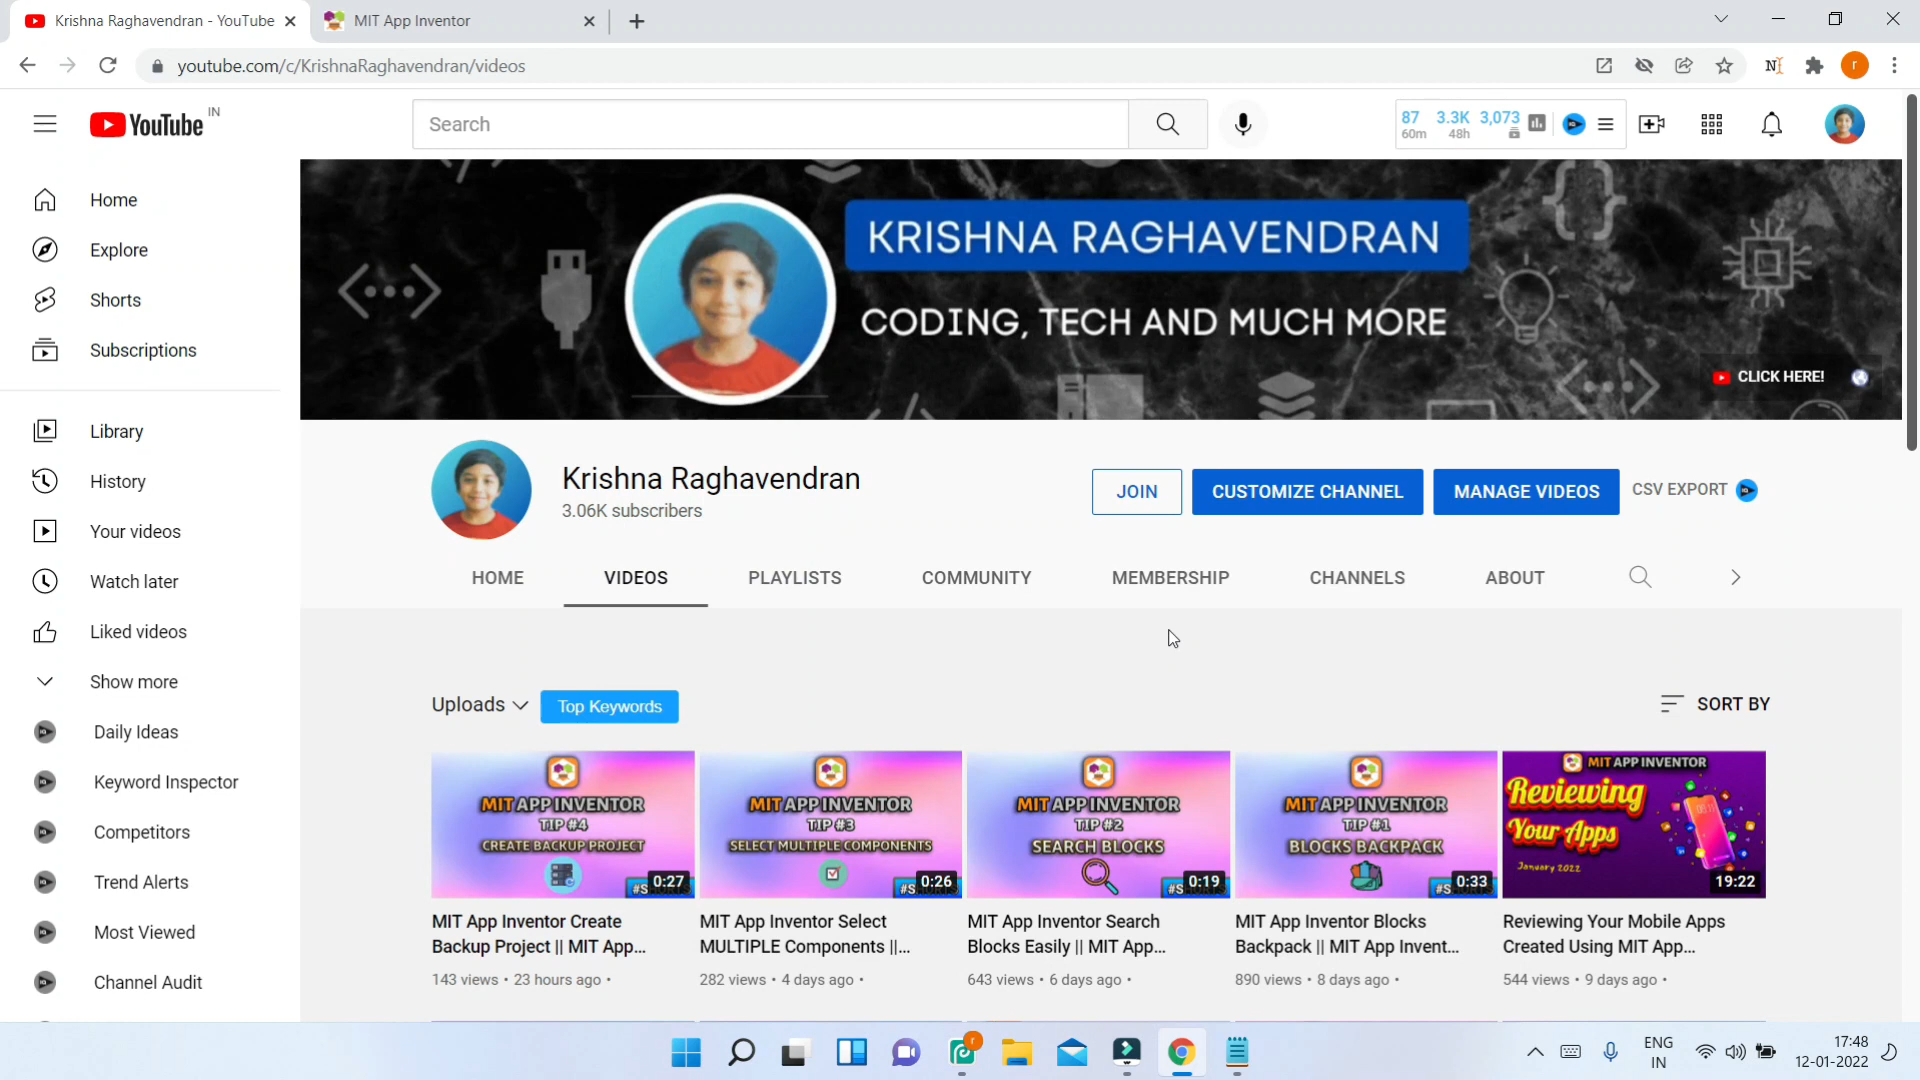 Krishna Raghavendran - YouTube
MIT App Inventor
youtube.com/c/KrishnaRaghavendran/videos
YouTube IN
Search
87 3.3K 3,073
60m 48h
Home
Explore
Shorts
Subscriptions
Library
History
Your videos
Watch later
Liked videos
Show more
Daily Ideas
Keyword Inspector
Competitors
Trend Alerts
Most Viewed
Channel Audit
KRISHNA RAGHAVENDRAN
CODING, TECH AND MUCH MORE
CLICK HERE!
Krishna Raghavendran
3.06K subscribers
JOIN
CUSTOMIZE CHANNEL
MANAGE VIDEOS
CSV EXPORT
HOME VIDEOS PLAYLISTS COMMUNITY MEMBERSHIP CHANNELS ABOUT
Uploads
Top Keywords
SORT BY
MIT APP INVENTOR
TIP #4
CREATE BACKUP PROJECT
0:27
MIT App Inventor Create
Backup Project || MIT App...
143 views • 23 hours ago •
MIT APP INVENTOR
TIP #3
SELECT MULTIPLE COMPONENTS
0:26
MIT App Inventor Select
MULTIPLE Components ||...
282 views • 4 days ago •
MIT APP INVENTOR
TIP #2
SEARCH BLOCKS
0:19
MIT App Inventor Search
Blocks Easily || MIT App...
643 views • 6 days ago •
MIT APP INVENTOR
TIP #1
BLOCKS BACKPACK
0:33
MIT App Inventor Blocks
Backpack || MIT App Invent...
890 views • 8 days ago •
MIT APP INVENTOR
Reviewing
Your Apps
January 2022
19:22
Reviewing Your Mobile Apps
Created Using MIT App...
544 views • 9 days ago •
ENG
IN
17:48
12-01-2022